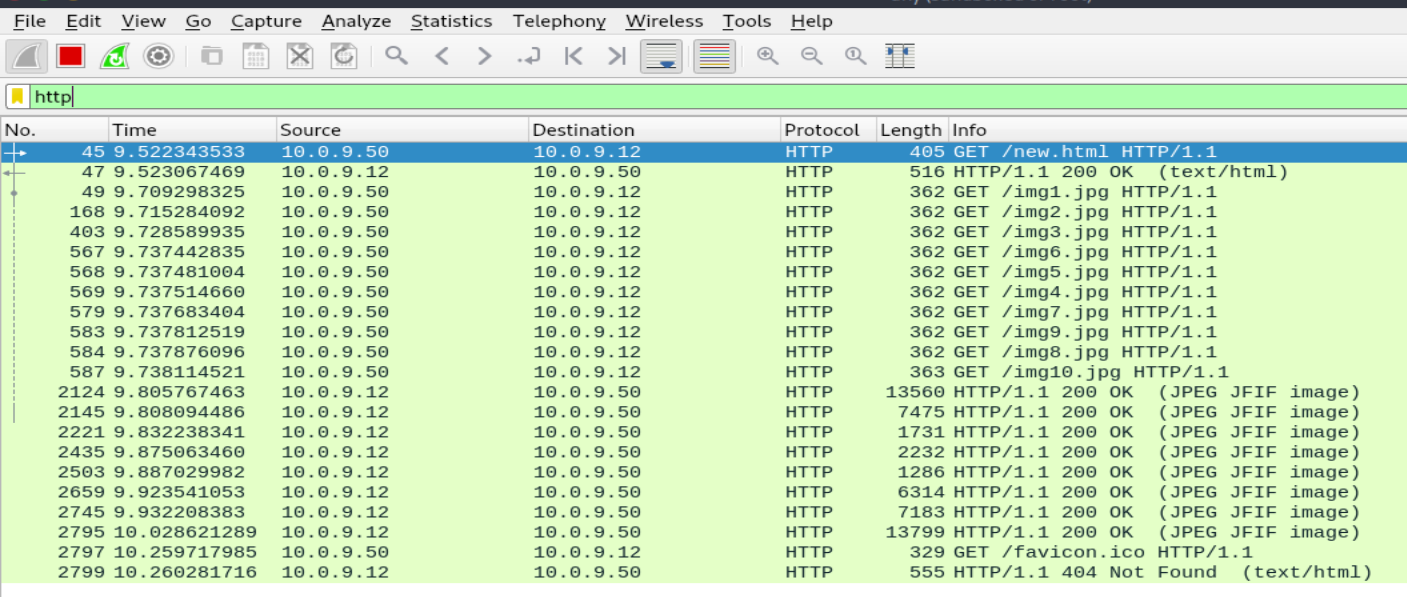 File Edit View Go Capture Analyze Statistics Telephony Wireless Tools Help
http
No. Time Source Destination Protocol Length Info
45 9.522343533 10.0.9.50 10.0.9.12 HTTP 405 GET /new.html HTTP/1.1
47 9.523067469 10.0.9.12 10.0.9.50 HTTP 516 HTTP/1.1 200 OK (text/html)
49 9.709298325 10.0.9.50 10.0.9.12 HTTP 362 GET /img1.jpg HTTP/1.1
168 9.715284092 10.0.9.50 10.0.9.12 HTTP 362 GET /img2.jpg HTTP/1.1
403 9.728589935 10.0.9.50 10.0.9.12 HTTP 362 GET /img3.jpg HTTP/1.1
567 9.737442835 10.0.9.50 10.0.9.12 HTTP 362 GET /img6.jpg HTTP/1.1
568 9.737481004 10.0.9.50 10.0.9.12 HTTP 362 GET /img5.jpg HTTP/1.1
569 9.737514660 10.0.9.50 10.0.9.12 HTTP 362 GET /img4.jpg HTTP/1.1
579 9.737683404 10.0.9.50 10.0.9.12 HTTP 362 GET /img7.jpg HTTP/1.1
583 9.737812519 10.0.9.50 10.0.9.12 HTTP 362 GET /img9.jpg HTTP/1.1
584 9.737876096 10.0.9.50 10.0.9.12 HTTP 362 GET /img8.jpg HTTP/1.1
587 9.738114521 10.0.9.50 10.0.9.12 HTTP 363 GET /img10.jpg HTTP/1.1
2124 9.805767463 10.0.9.12 10.0.9.50 HTTP 13560 HTTP/1.1 200 OK (JPEG JFIF image)
2145 9.808094486 10.0.9.12 10.0.9.50 HTTP 7475 HTTP/1.1 200 OK (JPEG JFIF image)
2221 9.832238341 10.0.9.12 10.0.9.50 HTTP 1731 HTTP/1.1 200 OK (JPEG JFIF image)
2435 9.875063460 10.0.9.12 10.0.9.50 HTTP 2232 HTTP/1.1 200 OK (JPEG JFIF image)
2503 9.887029982 10.0.9.12 10.0.9.50 HTTP 1286 HTTP/1.1 200 OK (JPEG JFIF image)
2659 9.923541053 10.0.9.12 10.0.9.50 HTTP 6314 HTTP/1.1 200 OK (JPEG JFIF image)
2745 9.932208383 10.0.9.12 10.0.9.50 HTTP 7183 HTTP/1.1 200 OK (JPEG JFIF image)
2795 10.028621289 10.0.9.12 10.0.9.50 HTTP 13799 HTTP/1.1 200 OK (JPEG JFIF image)
2797 10.259717985 10.0.9.50 10.0.9.12 HTTP 329 GET /favicon.ico HTTP/1.1
2799 10.260281716 10.0.9.12 10.0.9.50 HTTP 555 HTTP/1.1 404 Not Found (text/html)